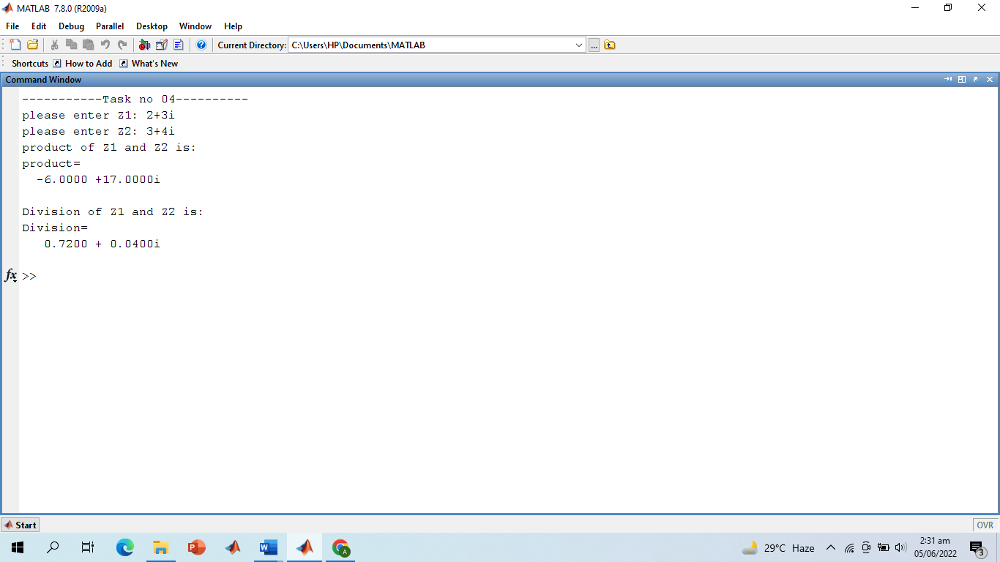 MATLAB 7.8.0 (R2009a)
File Edit Debug Parallel Desktop Window Help
Current Directory: C:\Users\HP\Documents\MATLAB ...
Shortcuts How to Add What's New
Command Window
-----------Task no 04----------
please enter Z1: 2+3i
please enter Z2: 3+4i
product of Z1 and Z2 is:
product=
-6.0000 +17.0000i
Division of Z1 and Z2 is:
Division=
0.7200 + 0.0400i
fx >>
Start OVR
29°C Haze 2:31 am
05/06/2022 3